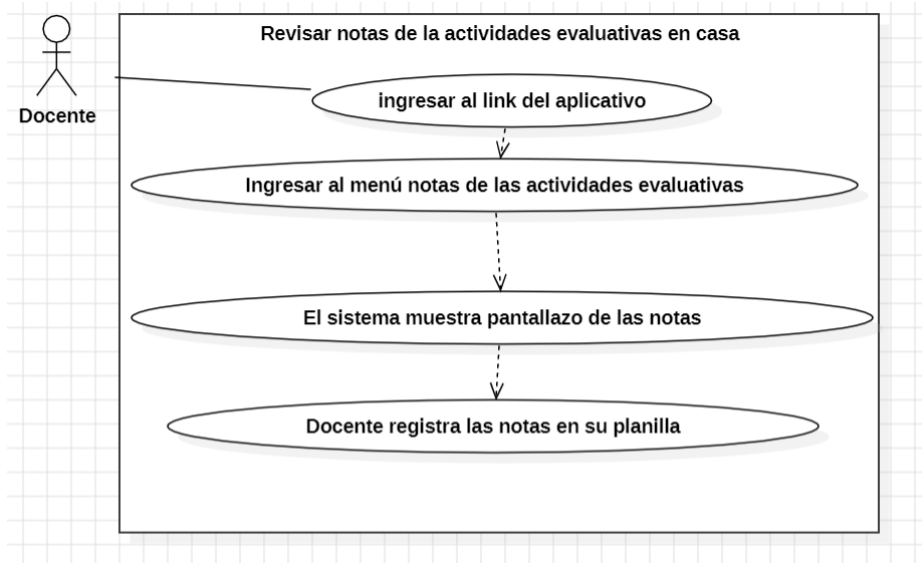 Revisar notas de la actividades evaluativas en casa
Docente
ingresar al link del aplicativo
Ingresar al menú notas de las actividades evaluativas
El sistema muestra pantallazo de las notas
Docente registra las notas en su planilla